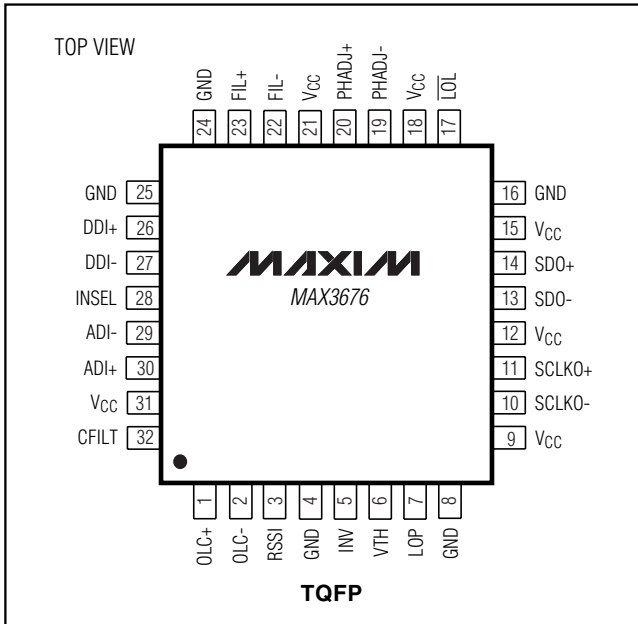 TOP VIEW
GND
FIL+
FIL-
VCC
PHADJ+
PHADJ-
VCC
LOL
24
23
22
21
20
19
18
17
GND 25
DDI+ 26
DDI- 27
INSEL 28
ADI- 29
ADI+ 30
VCC 31
CFILT 32
MAXIM
MAX3676
16 GND
15 VCC
14 SDO+
13 SDO-
12 VCC
11 SCLKO+
10 SCLKO-
9 VCC
1
2
3
4
5
6
7
8
OLC+
OLC-
RSSI
GND
INV
VTH
LOP
GND
TQFP